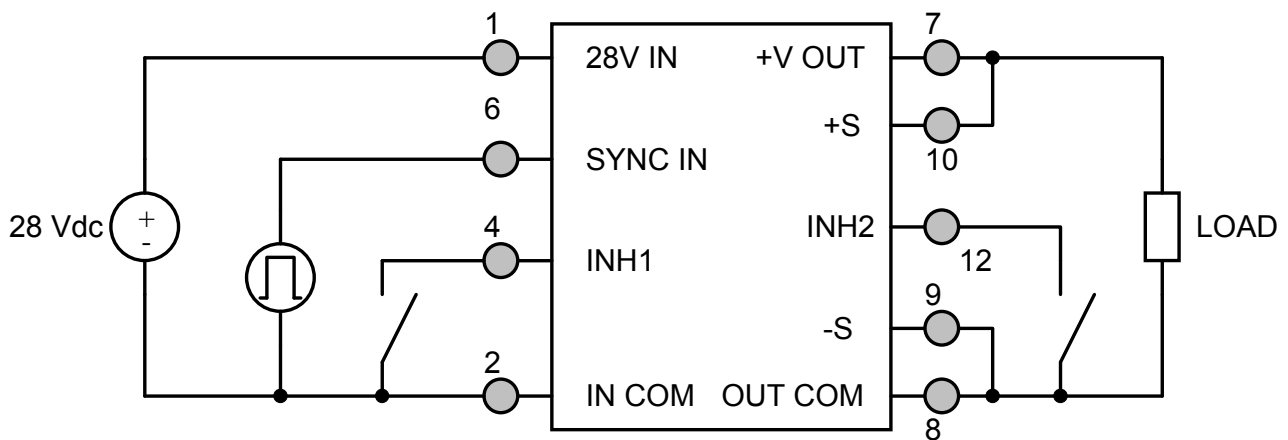 1
7
28V IN
+V OUT
6
+S
10
SYNC IN
28 Vdc
+
-
4
INH2
LOAD
INH1
12
9
-S
2
IN COM
OUT COM
8